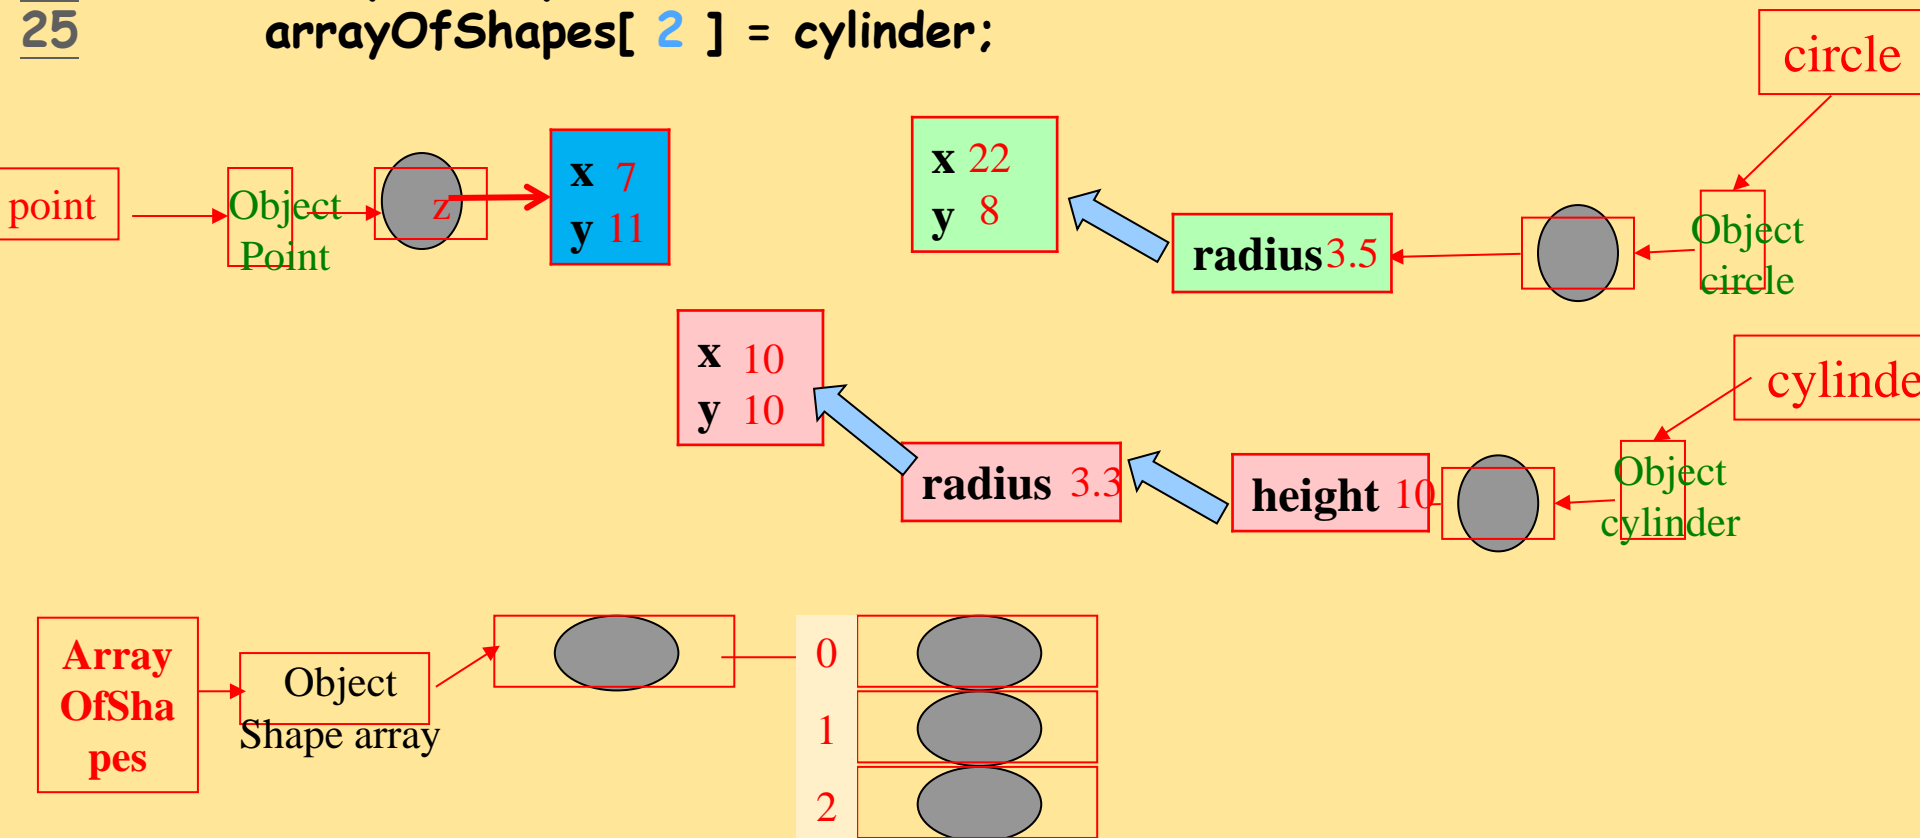 25 arrayOfShapes[ 2 ] = cylinder;
circle
point
Object
Point
z
x 7
y 11
x 22
y 8
radius 3.5
Object
circle
x 10
y 10
radius 3.3
height 10
cylinde
Object
cylinder
Array
OfSha
pes
Object
Shape array
0
1
2